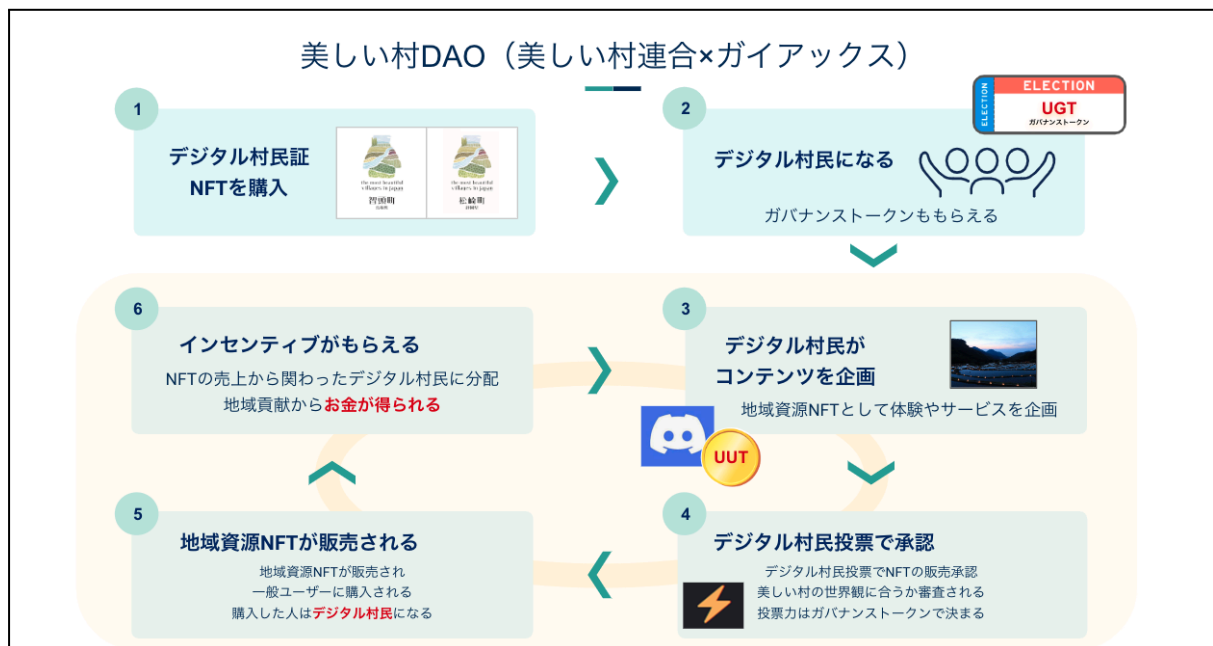 美しい村DAO（美しい村連合×ガイアックス）
1
デジタル村民証
NFTを購入
the most beautiful
villages in japan
智頭町
the most beautiful
villages in japan
松崎町
2
デジタル村民になる
ELECTION
ELECTION
UGT
ガバナンストークン
ガバナンストークンももらえる
3
デジタル村民が
コンテンツを企画
地域資源NFTとして体験やサービスを企画
UUT
4
デジタル村民投票で承認
デジタル村民投票でNFTの販売承認
美しい村の世界観に合うか審査される
投票力はガバナンストークンで決まる
5
地域資源NFTが販売される
地域資源NFTが販売され
一般ユーザーに購入される
購入した人はデジタル村民になる
6
インセンティブがもらえる
NFTの売上から関わったデジタル村民に分配
地域貢献からお金が得られる